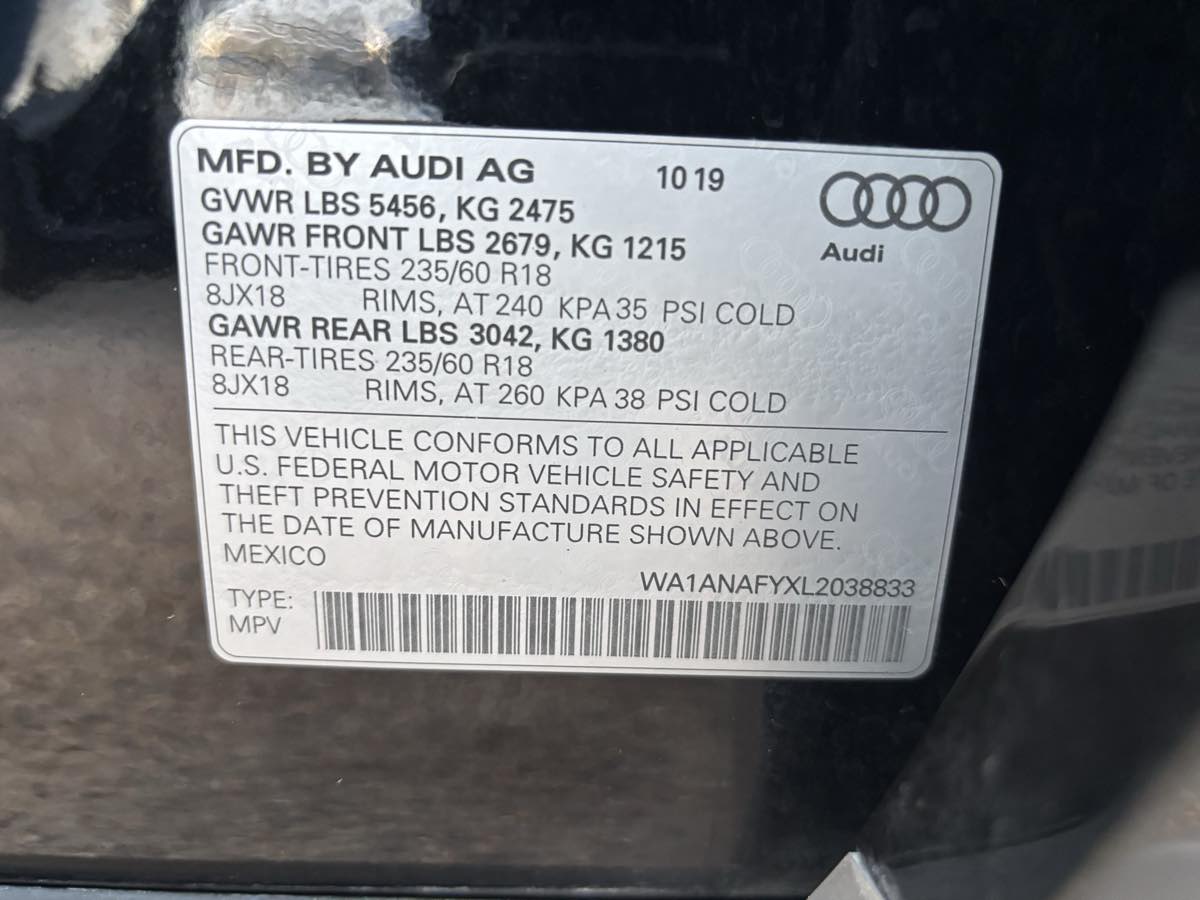 MFD. BY AUDI AG 10 19
GVWR LBS 5456, KG 2475
GAWR FRONT LBS 2679, KG 1215
Audi
FRONT-TIRES 235/60 R18
8JX18 RIMS, AT 240 KPA 35 PSI COLD
GAWR REAR LBS 3042, KG 1380
REAR-TIRES 235/60 R18
8JX18 RIMS, AT 260 KPA 38 PSI COLD
THIS VEHICLE CONFORMS TO ALL APPLICABLE
U.S. FEDERAL MOTOR VEHICLE SAFETY AND
THEFT PREVENTION STANDARDS IN EFFECT ON
THE DATE OF MANUFACTURE SHOWN ABOVE.
MEXICO
WA1ANAFYXL2038833
TYPE:
MPV